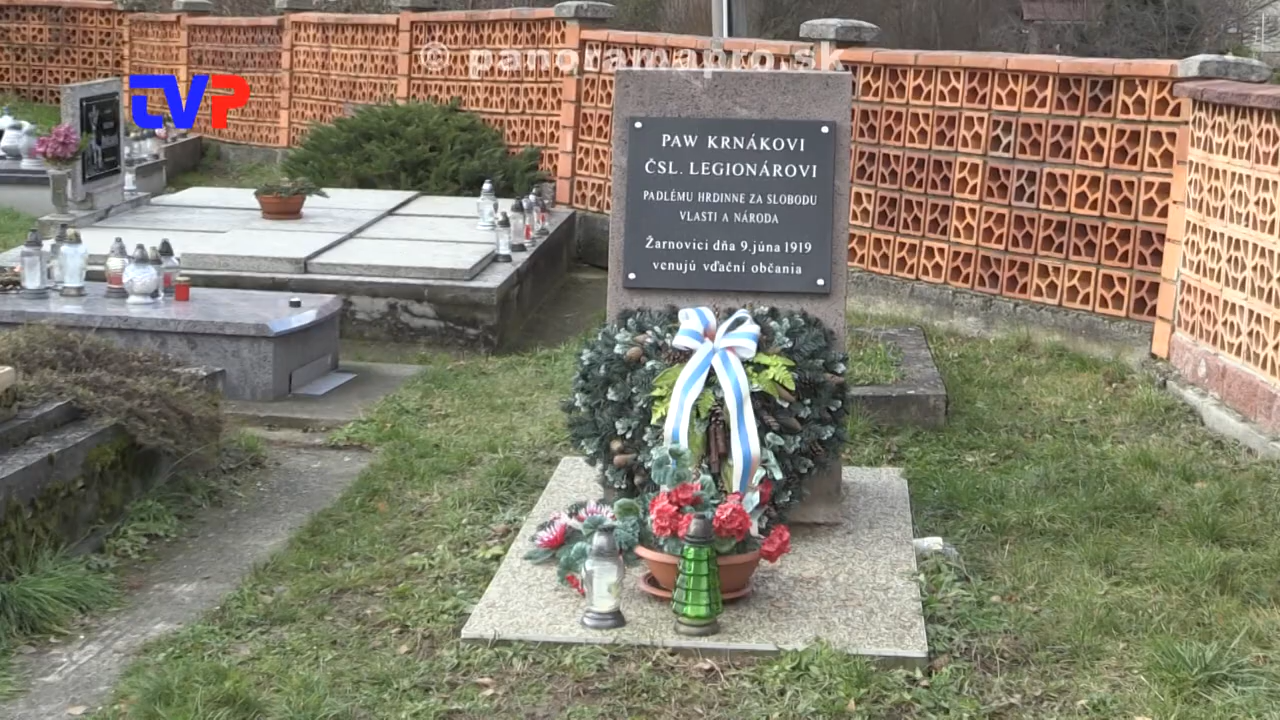 © panoramapro.sk
TVP
PAW KRNÁKOVI
ČSL. LEGIONÁROVI
PADLÉMU HRDINNE ZA SLOBODU
VLASTI A NÁRODA
Žarnovici dňa 9. júna 1919
venujú vďační občania